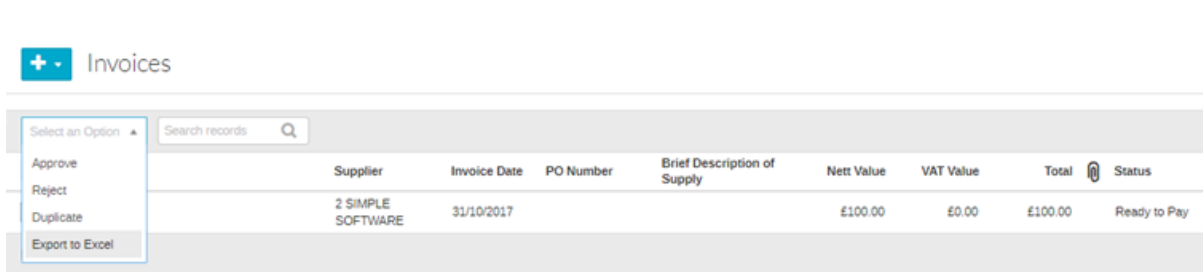 Invoices
Select an Option
Search records
Approve
Reject
Duplicate
Export to Excel
Supplier Invoice Date PO Number Brief Description of Supply Nett Value VAT Value Total Status
2 SIMPLE SOFTWARE 31/10/2017 £100.00 £0.00 £100.00 Ready to Pay